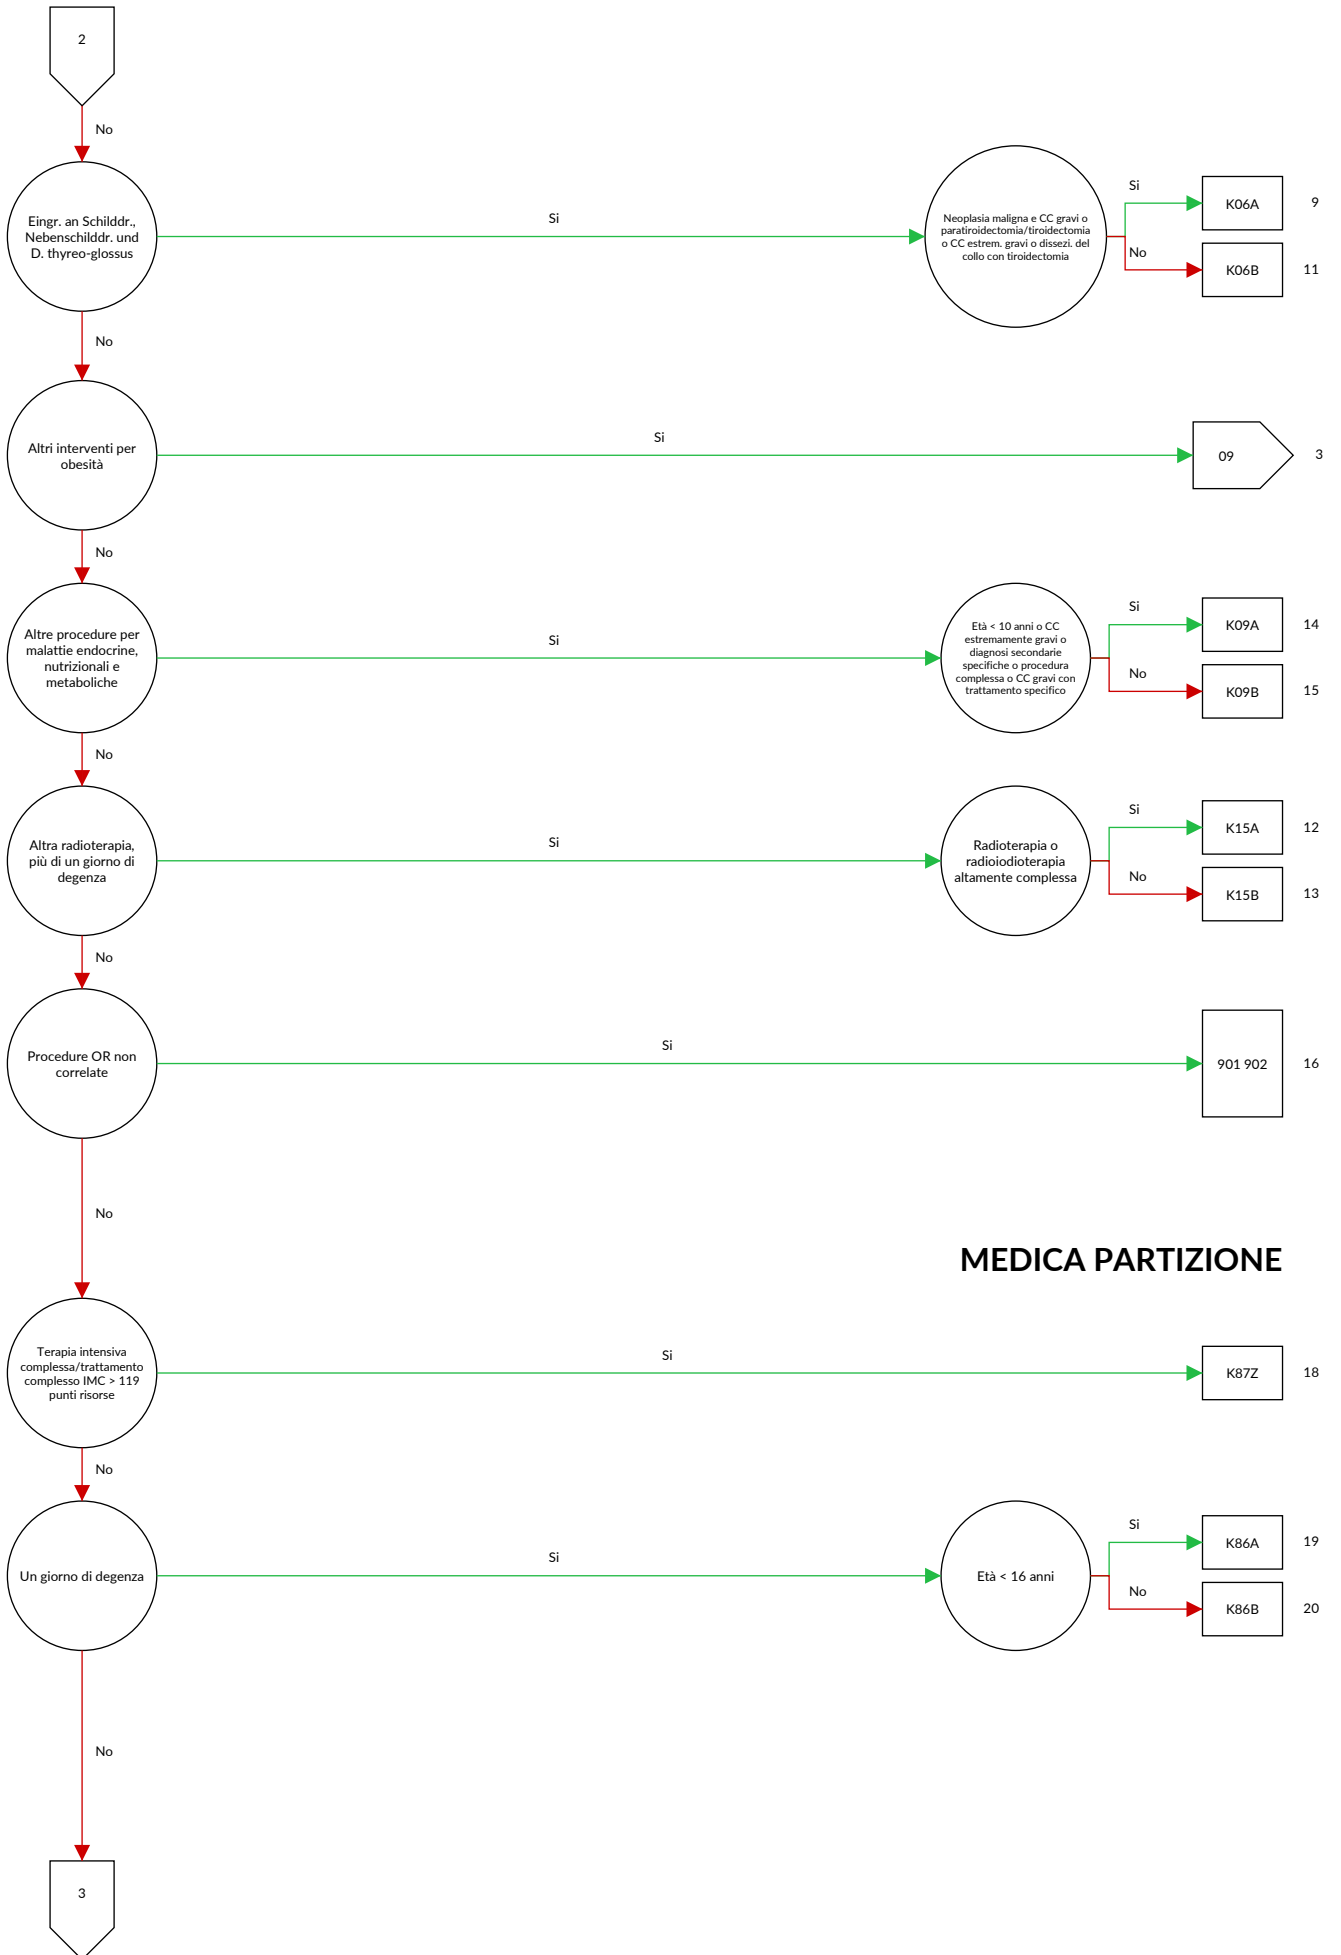 2
No
Eingr. an Schilddr.,
Nebenschilddr. und
D. thyreo-glossus
Si
Neoplasia maligna e CC gravi o
paratiroidectomia/tiroidectomia
o CC estrem. gravi o dissezi. del
collo con tiroidectomia
Si
K06A
9
No
K06B
11
No
Altri interventi per
obesità
Si
09
3
No
Altre procedure per
malattie endocrine,
nutrizionali e
metaboliche
Si
Età < 10 anni o CC
estremamente gravi o
diagnosi secondarie
specifiche o procedura
complessa o CC gravi con
trattamento specifico
Si
K09A
14
No
K09B
15
No
Altra radioterapia,
più di un giorno di
degenza
Si
Radioterapia o
radioiodioterapia
altamente complessa
Si
K15A
12
No
K15B
13
No
Procedure OR non
correlate
Si
901 902
16
No
MEDICA PARTIZIONE
Terapia intensiva
complessa/trattamento
complesso IMC > 119
punti risorse
Si
K87Z
18
No
Un giorno di degenza
Si
Età < 16 anni
Si
K86A
19
No
K86B
20
No
3